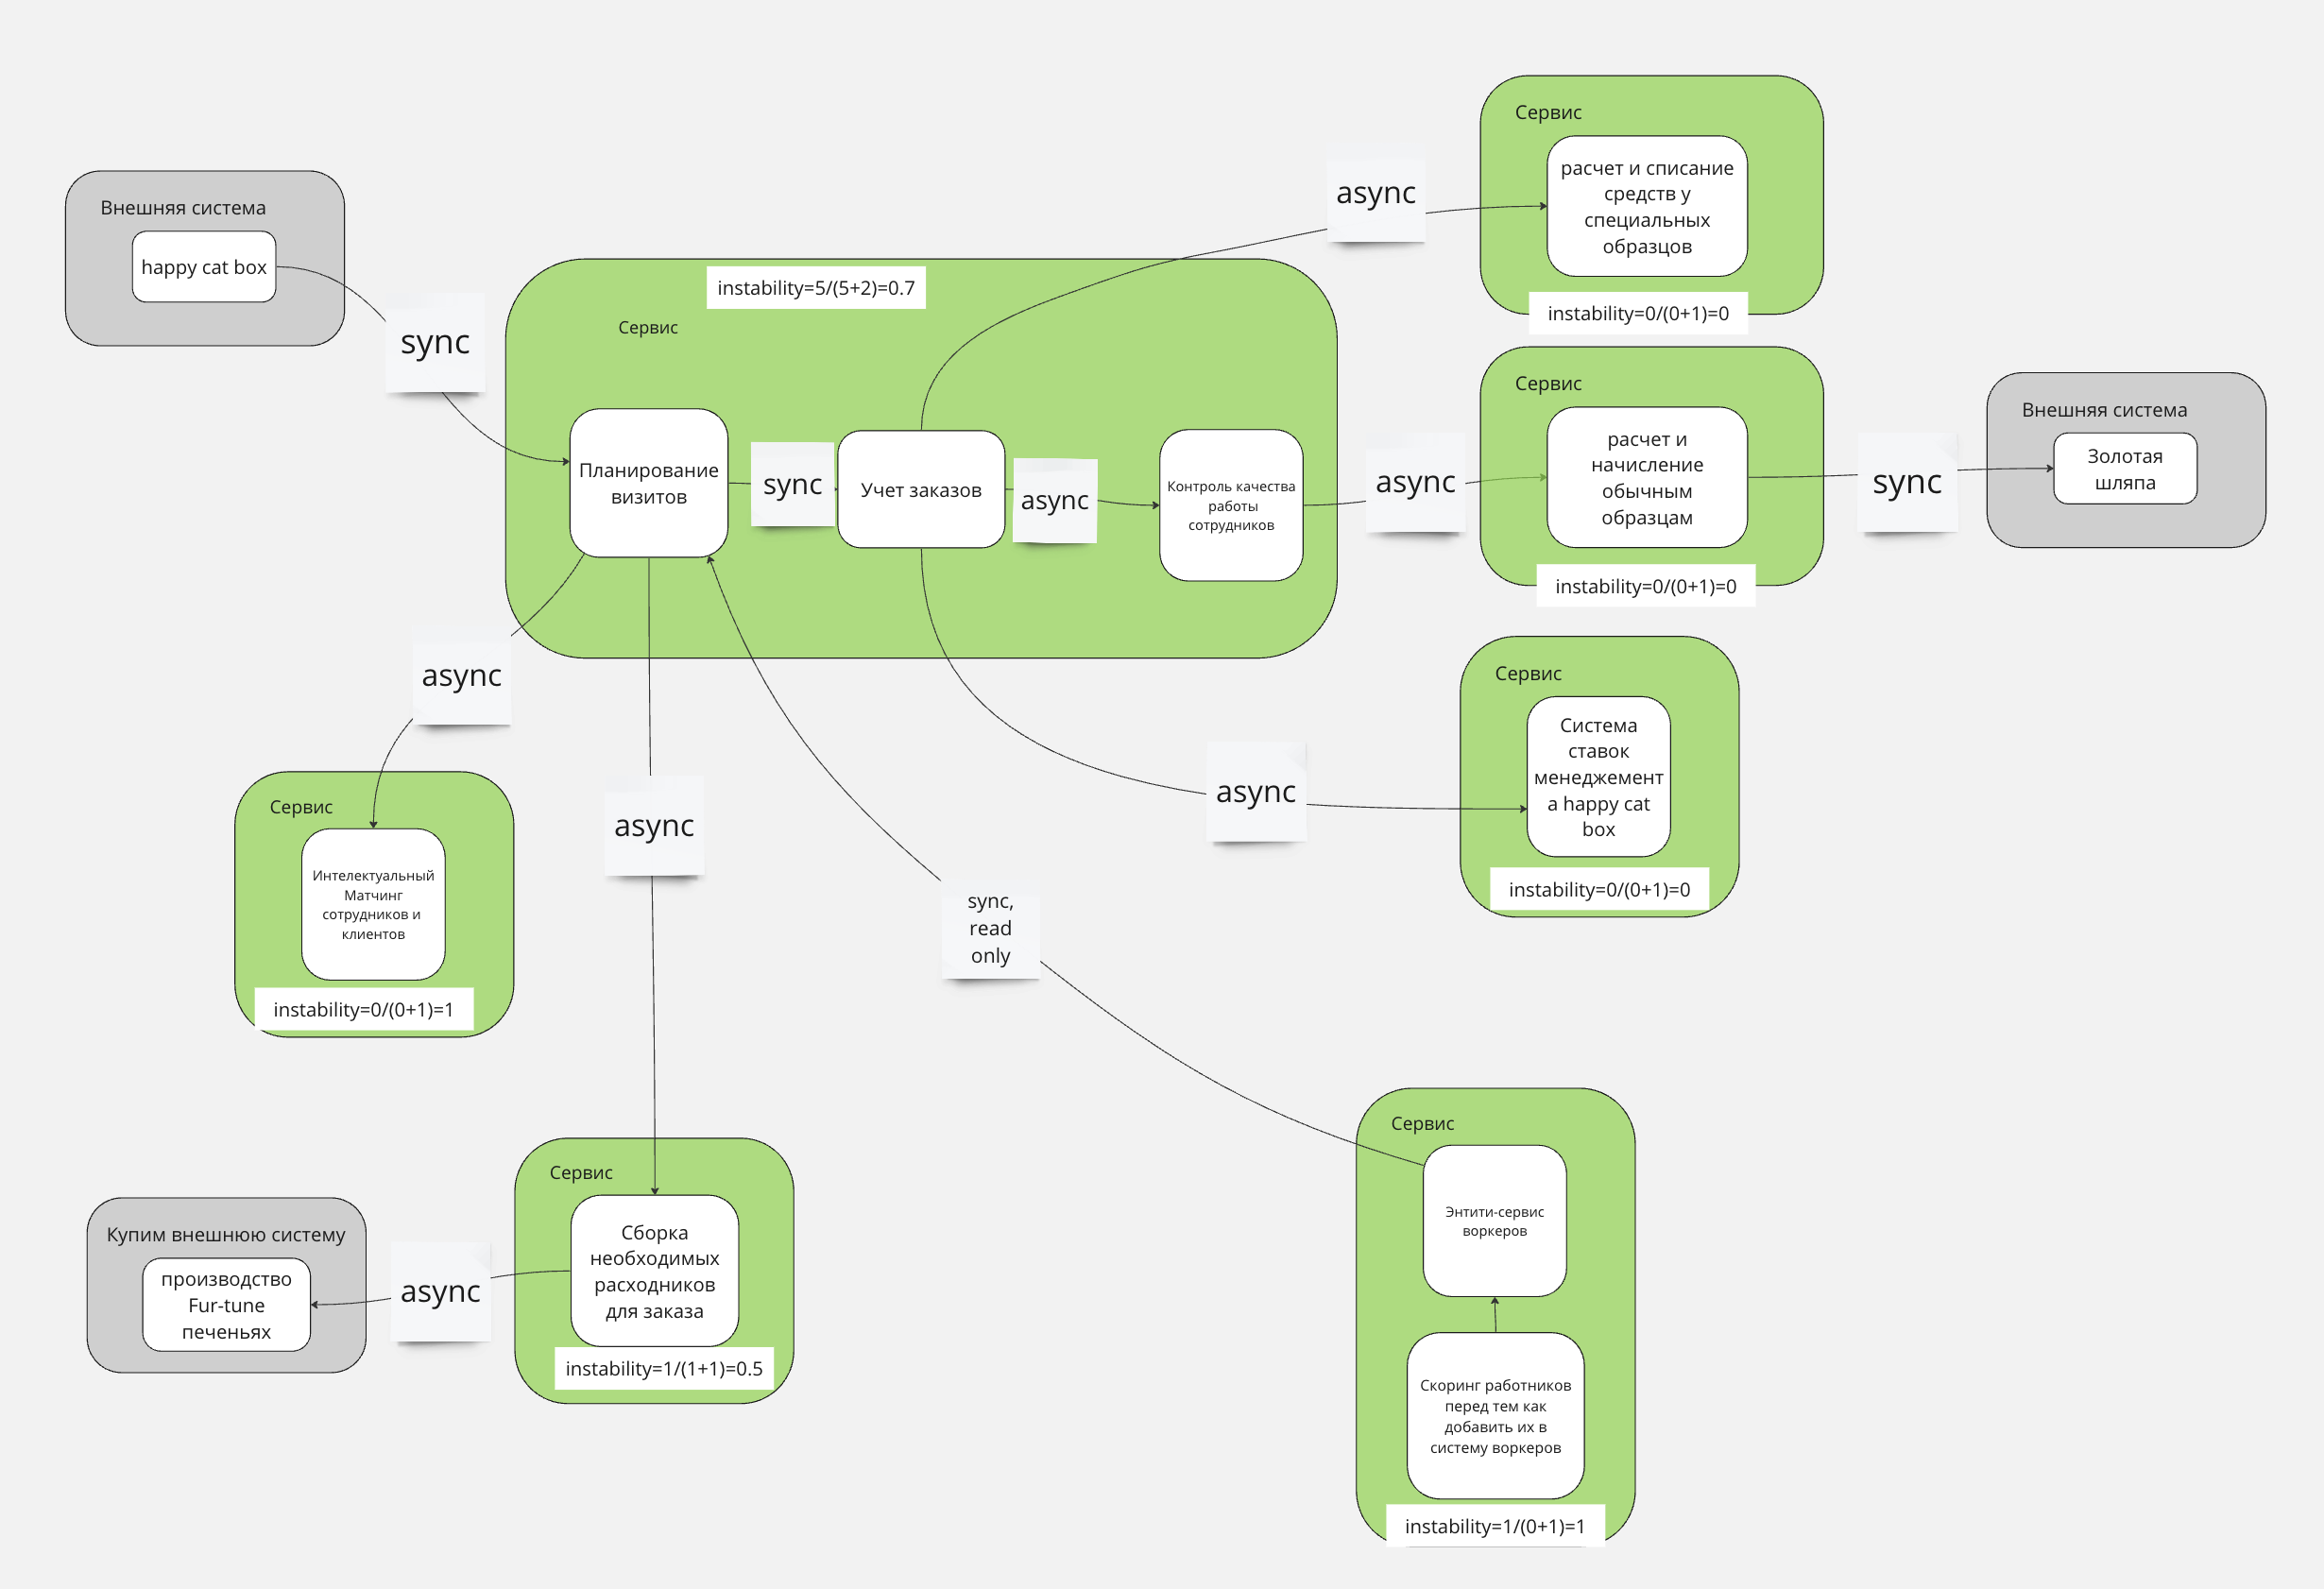 Сервис
расчет и списание
средств у
специальных
образцов
instability=0/(0+1)=0
async
Внешняя система
happy cat box
sync
instability=5/(5+2)=0.7
Сервис
Планирование
визитов
sync
Учет заказов
async
Контроль качества
работы
сотрудников
async
Сервис
расчет и
начисление
обычным
образцам
instability=0/(0+1)=0
sync
Внешняя система
Золотая
шляпа
async
Сервис
Интелектуальный
Матчинг
сотрудников и
клиентов
instability=0/(0+1)=1
async
sync,
read
only
async
Сервис
Система
ставок
менеджемент
а happy cat
box
instability=0/(0+1)=0
Купим внешнюю систему
производство
Fur-tune
печеньях
async
Сервис
Сборка
необходимых
расходников
для заказа
instability=1/(1+1)=0.5
Сервис
Энтити-сервис
воркеров
Скоринг работников
перед тем как
добавить их в
систему воркеров
instability=1/(0+1)=1